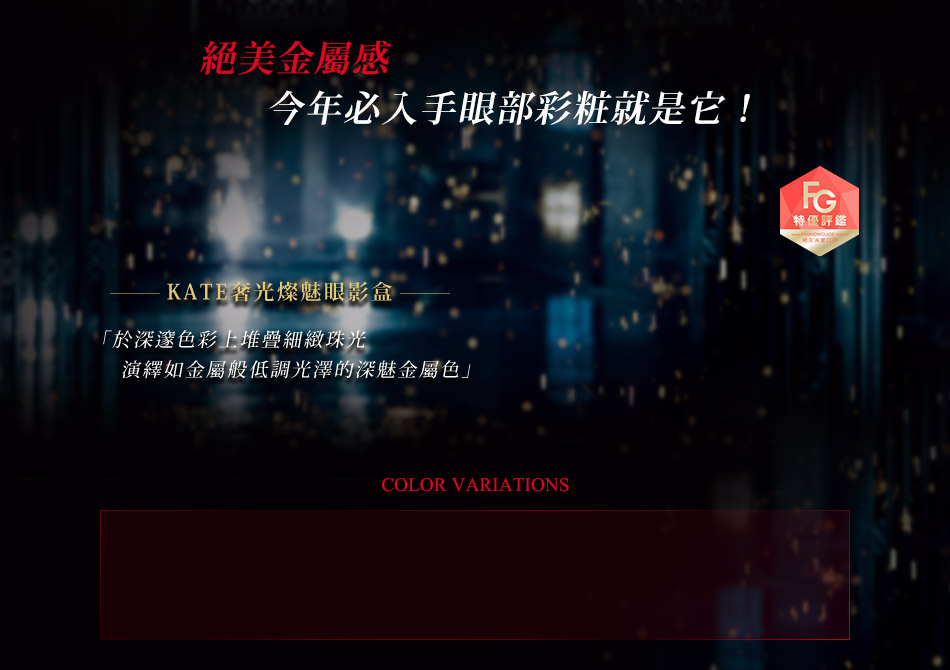 絕美金屬感
今年必入手眼部彩粧就是它！
FG
特優評鑑
KATE奢光燦魅眼影盒
「於深邃色彩上堆疊細緻珠光
演繹如金屬般低調光澤的深魅金屬色」
COLOR VARIATIONS